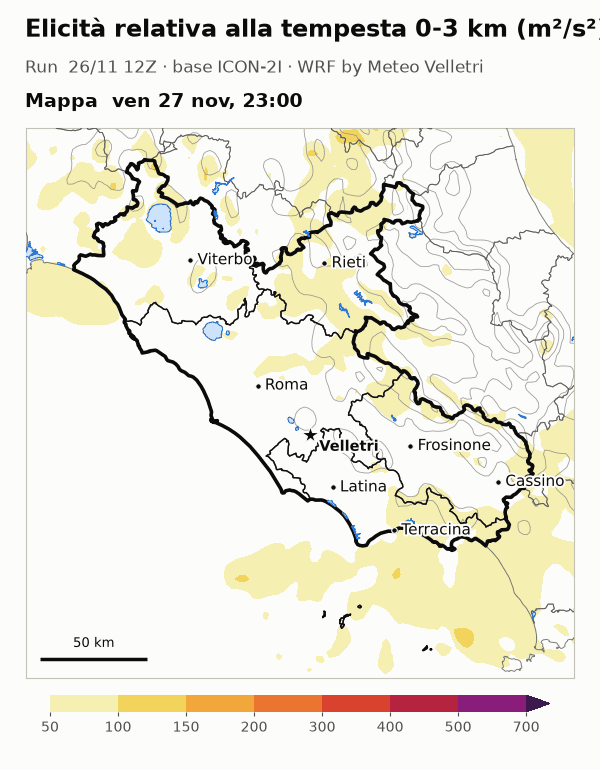 Elicità relativa alla tempesta 0-3 km (m²/s²)
Run  26/11 12Z · base ICON-2I · WRF by Meteo Velletri
Mappa  ven 27 nov, 23:00
Viterbo
Rieti
Roma
Velletri
Frosinone
Cassino
Latina
Terracina
50 km
50 100 150 200 300 400 500 700